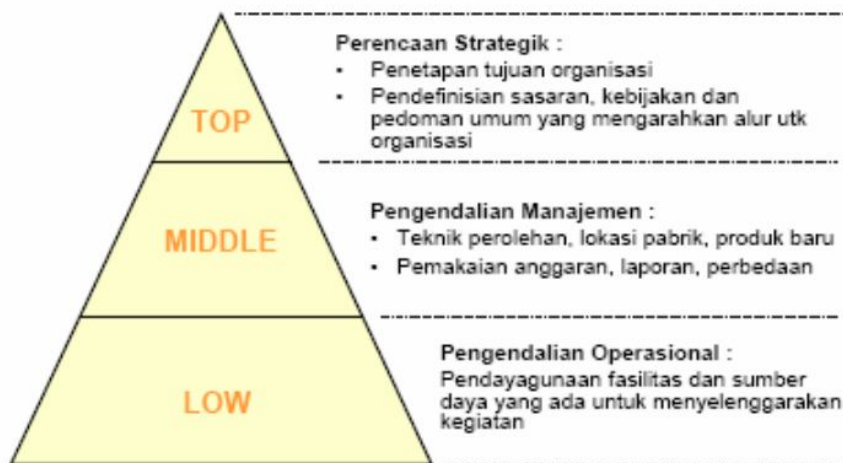 Perencaan Strategik :
• Penetapan tujuan organisasi
• Pendefinisian sasaran, kebijakan dan
pedoman umum yang mengarahkan alur utk
organisasi
TOP
Pengendalian Manajemen :
• Teknik perolehan, lokasi pabrik, produk baru
• Pemakaian anggaran, laporan, perbedaan
MIDDLE
Pengendalian Operasional :
Pendayagunaan fasilitas dan sumber
daya yang ada untuk menyelenggarakan
kegiatan
LOW